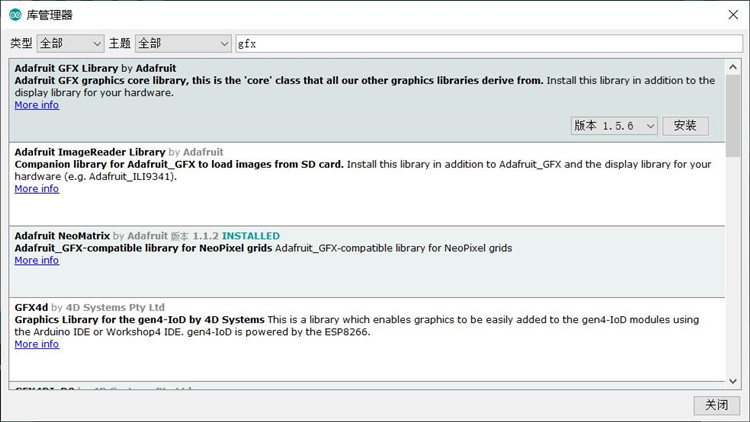 库管理器
类型 全部 主题 全部 gfx
Adafruit GFX Library by Adafruit
Adafruit GFX graphics core library, this is the 'core' class that all our other graphics libraries derive from. Install this library in addition to the
display library for your hardware.
More info
版本 1.5.6 安装
Adafruit ImageReader Library by Adafruit
Companion library for Adafruit_GFX to load images from SD card. Install this library in addition to Adafruit_GFX and the display library for your
hardware (e.g. Adafruit_ILI9341).
More info
Adafruit NeoMatrix by Adafruit 版本 1.1.2 INSTALLED
Adafruit_GFX-compatible library for NeoPixel grids Adafruit_GFX-compatible library for NeoPixel grids
More info
GFX4d by 4D Systems Pty Ltd
Graphics Library for the gen4-IoD by 4D Systems This is a library which enables graphics to be easily added to the gen4-IoD modules using
the Arduino IDE or Workshop4 IDE. gen4-IoD is powered by the ESP8266.
More info
by 4D Systems Pty Ltd
关闭